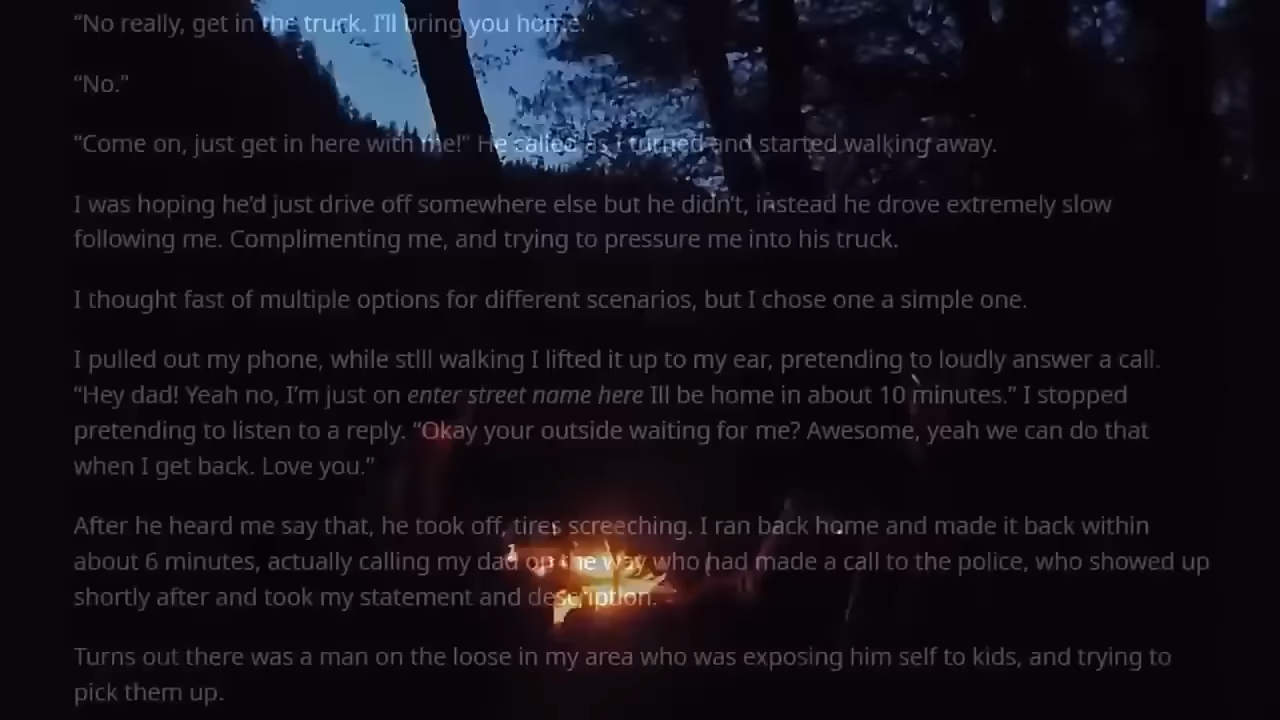 “No really, get in the truck. I’ll bring you home.“
“No.”
“Come on, just get in here with me!” He called as I turned and started walking away.
I was hoping he’d just drive off somewhere else but he didn’t, instead he drove extremely slow
following me. Complimenting me, and trying to pressure me into his truck.
I thought fast of multiple options for different scenarios, but I chose one a simple one.
I pulled out my phone, while stlll walking I lifted it up to my ear, pretending to loudly answer a call.
“Hey dad! Yeah no, I’m just on enter street name here Ill be home in about 10 minutes.” I stopped
pretending to listen to a reply. “Okay your outside waiting for me? Awesome, yeah we can do that
when I get back. Love you.”
After he heard me say that, he took off, tires screeching. I ran back home and made it back within
about 6 minutes, actually calling my dad on the way who had made a call to the police, who showed up
shortly after and took my statement and description.
Turns out there was a man on the loose in my area who was exposing him self to kids, and trying to
pick them up.